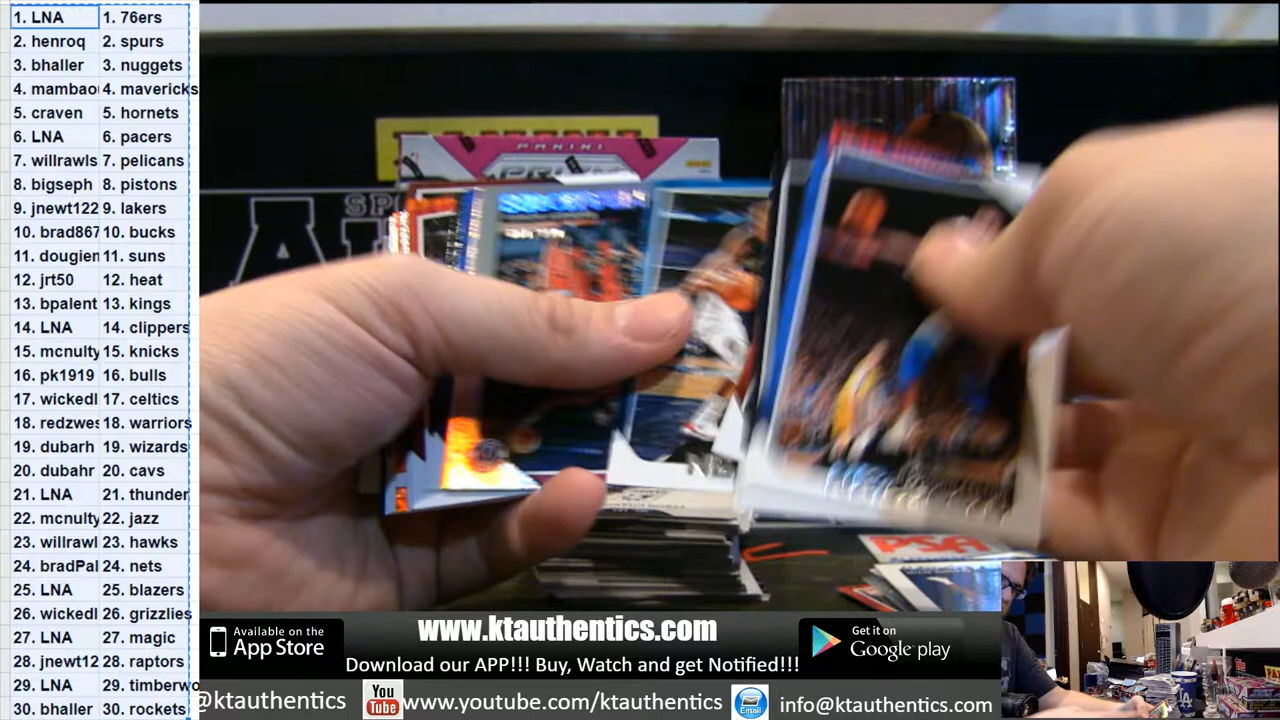 1. LNA 1. 76ers
2. henroq 2. spurs
3. bhaller 3. nuggets
4. mambao 4. mavericks
5. craven 5. hornets
6. LNA 6. pacers
7. willrawls 7. pelicans
8. bigseph 8. pistons
9. jnewt122 9. lakers
10. brad867 10. bucks
11. dougien 11. suns
12. jrt50 12. heat
13. bpalent 13. kings
14. LNA 14. clippers
15. mcnulty 15. knicks
16. pk1919 16. bulls
17. wickedl 17. celtics
18. redzwes 18. warriors
19. dubarh 19. wizards
20. dubahr 20. cavs
21. LNA 21. thunder
22. mcnulty 22. jazz
23. willrawl 23. hawks
24. bradPal 24. nets
25. LNA 25. blazers
26. wickedl 26. grizzlies
27. LNA 27. magic
28. jnewt12 28. raptors
29. LNA 29. timberwo
30. bhaller 30. rockets
PANINI
PRIZM
SP
PSA
Available on the
App Store
www.ktauthentics.com
Download our APP!!! Buy, Watch and get Notified!!!
Get it on
Google play
@ktauthentics
You
Tube
www.youtube.com/ktauthentics
Email
info@ktauthentics.com